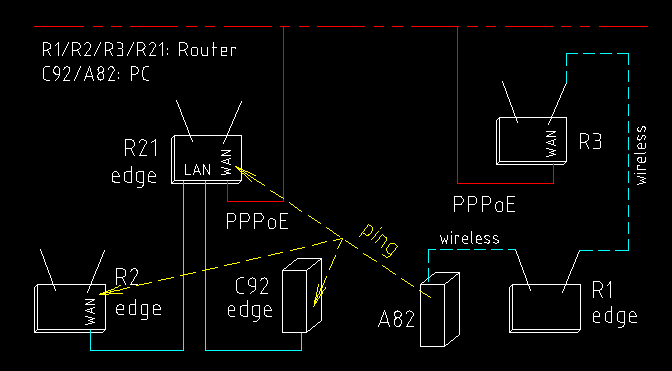 R1/R2/R3/R21: Router
C92/A82: PC
R21
edge
LAN
WAN
PPPoE
WAN
R3
PPPoE
wireless
ping
wireless
R2
edge
WAN
C92
edge
A82
R1
edge